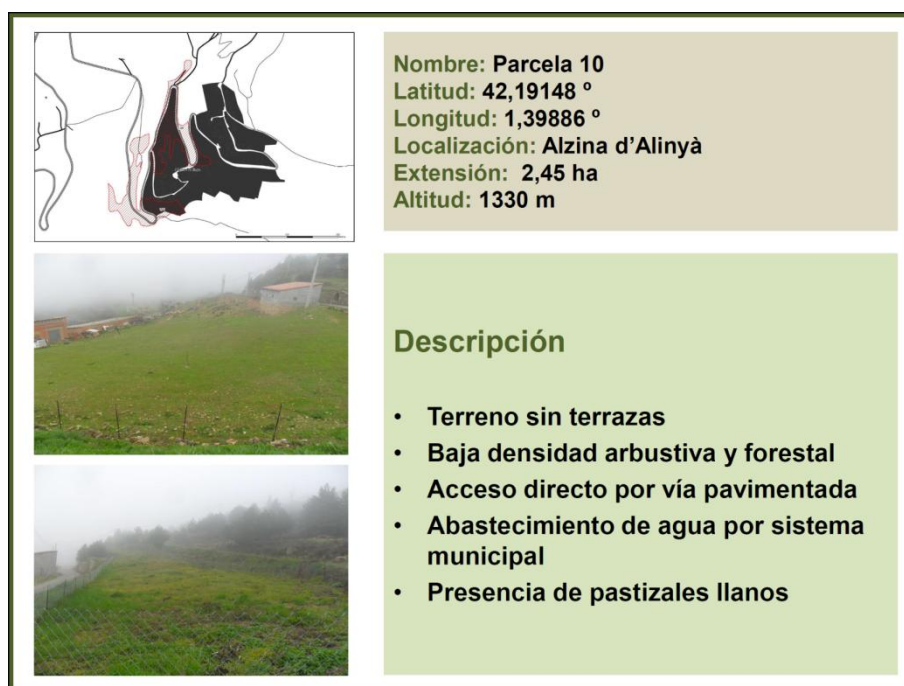 Nombre: Parcela 10
Latitud: 42,19148 º
Longitud: 1,39886 º
Localización: Alzina d’Alinyà
Extensión: 2,45 ha
Altitud: 1330 m
Descripción
• Terreno sin terrazas
• Baja densidad arbustiva y forestal
• Acceso directo por vía pavimentada
• Abastecimiento de agua por sistema
municipal
• Presencia de pastizales llanos